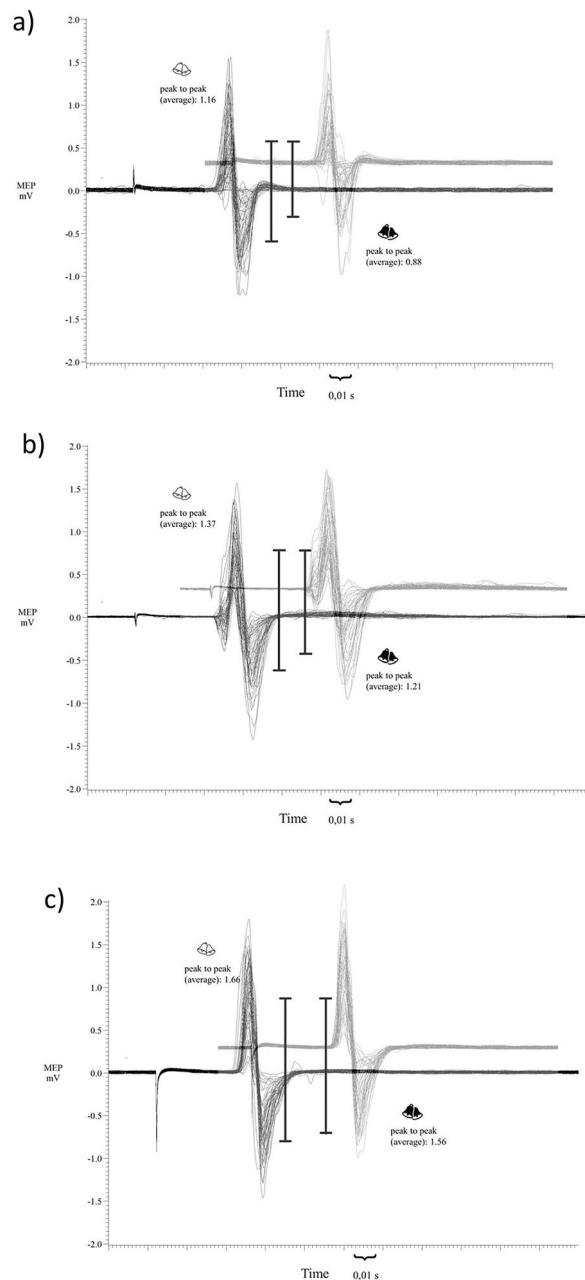 a)
2.0
1.5
peak to peak
(average): 1.16
1.0
0.5
MEP
mV
0.0
-0.5
peak to peak
(average): 0.88
-1.0
-1.5
-2.0
Time
0,01 s
b)
2.0
1.5
peak to peak
(average): 1.37
1.0
0.5
MEP
mV
0.0
-0.5
peak to peak
(average): 1.21
-1.0
-1.5
-2.0
Time
0,01 s
c)
2.0
1.5
peak to peak
(average): 1.66
1.0
0.5
MEP
mV
0.0
-0.5
peak to peak
(average): 1.56
-1.0
-1.5
-2.0
Time
0,01 s